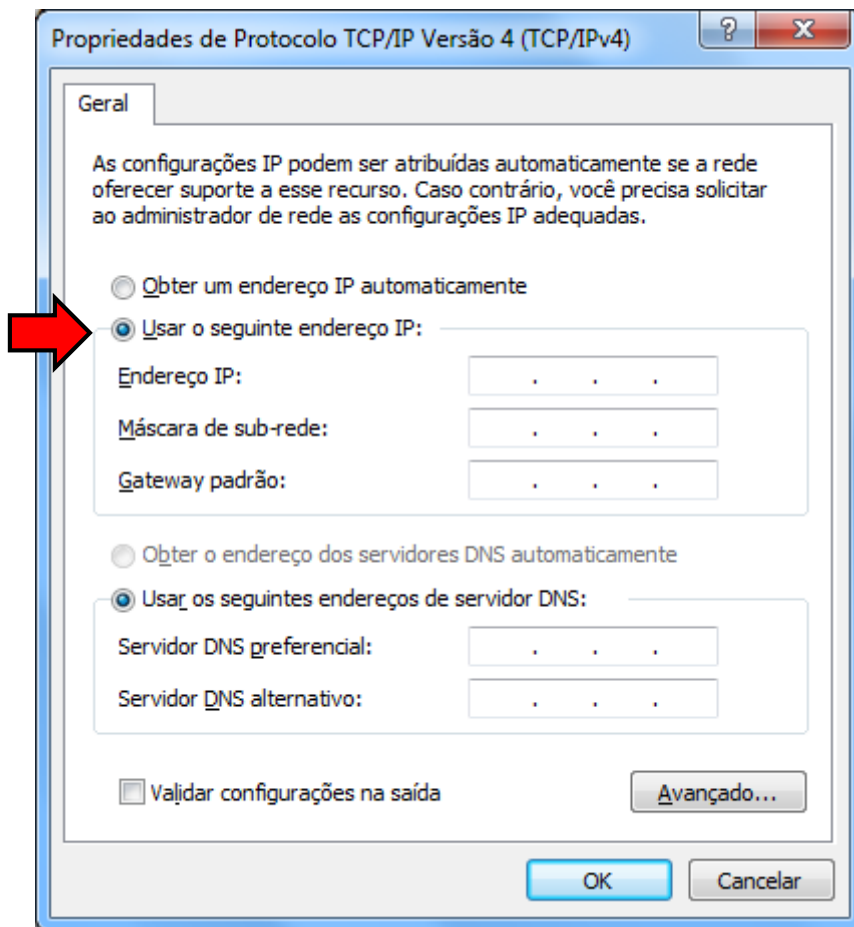 Propriedades de Protocolo TCP/IP Versão 4 (TCP/IPv4)
Geral
As configurações IP podem ser atribuídas automaticamente se a rede
oferecer suporte a esse recurso. Caso contrário, você precisa solicitar
ao administrador de rede as configurações IP adequadas.
Obter um endereço IP automaticamente
Usar o seguinte endereço IP:
Endereço IP:
Máscara de sub-rede:
Gateway padrão:
Obter o endereço dos servidores DNS automaticamente
Usar os seguintes endereços de servidor DNS:
Servidor DNS preferencial:
Servidor DNS alternativo:
Validar configurações na saída
Avançado...
OK
Cancelar